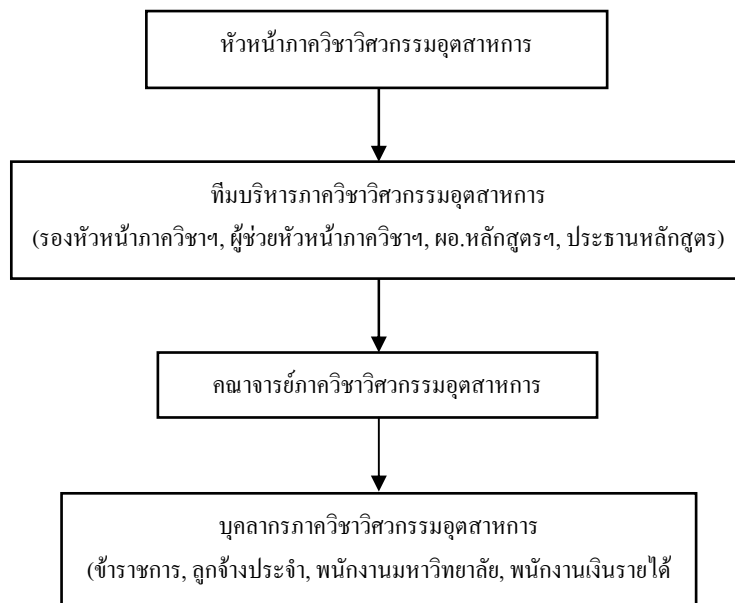 หัวหน้าภาควิชาวิศวกรรมอุตสาหการ
ทีมบริหารภาควิชาวิศวกรรมอุตสาหการ
(รองหัวหน้าภาควิชาฯ, ผู้ช่วยหัวหน้าภาควิชาฯ, ผอ.หลักสูตรฯ, ประธานหลักสูตร)
คณาจารย์ภาควิชาวิศวกรรมอุตสาหการ
บุคลากรภาควิชาวิศวกรรมอุตสาหการ
(ข้าราชการ, ลูกจ้างประจำ, พนักงานมหาวิทยาลัย, พนักงานเงินรายได้